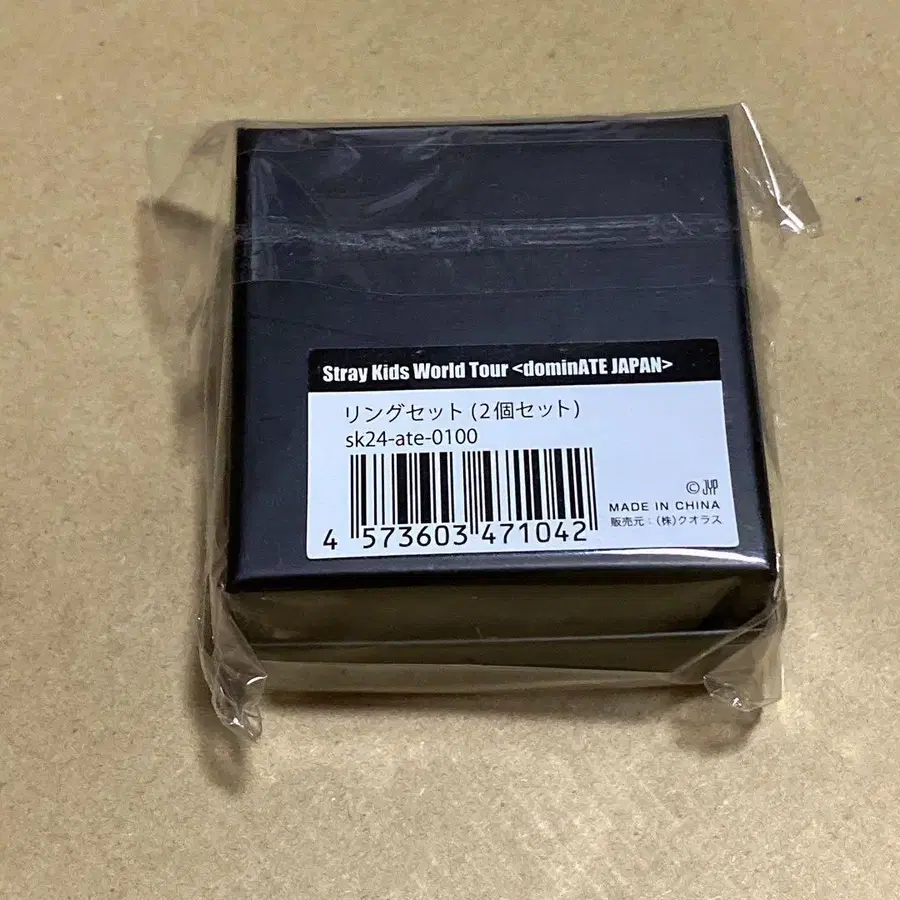 Stray Kids World Tour <dominATE JAPAN>
リングセット (2個セット)
sk24-ate-0100
4 573603 471042
© JYP
MADE IN CHINA
販売元：(株)クオラス